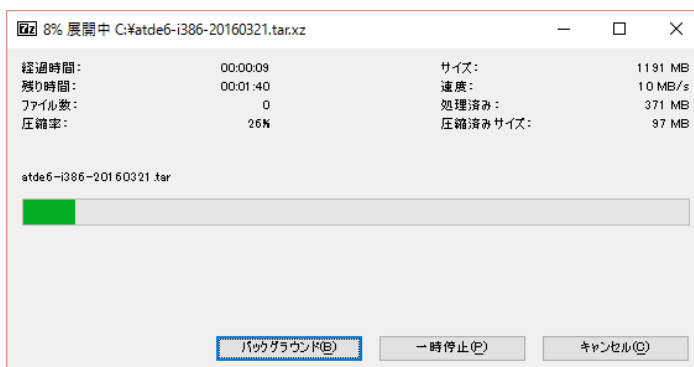 7z 8% 展開中 C:¥atde6-i386-20160321.tar.xz
経過時間: 00:00:09 サイズ: 1191 MB
残り時間: 00:01:40 速度: 10 MB/s
ファイル数: 0 処理済み: 371 MB
圧縮率: 26% 圧縮済みサイズ: 97 MB
atde6-i386-20160321.tar
バックグラウンド(B) 一時停止(P) キャンセル(C)